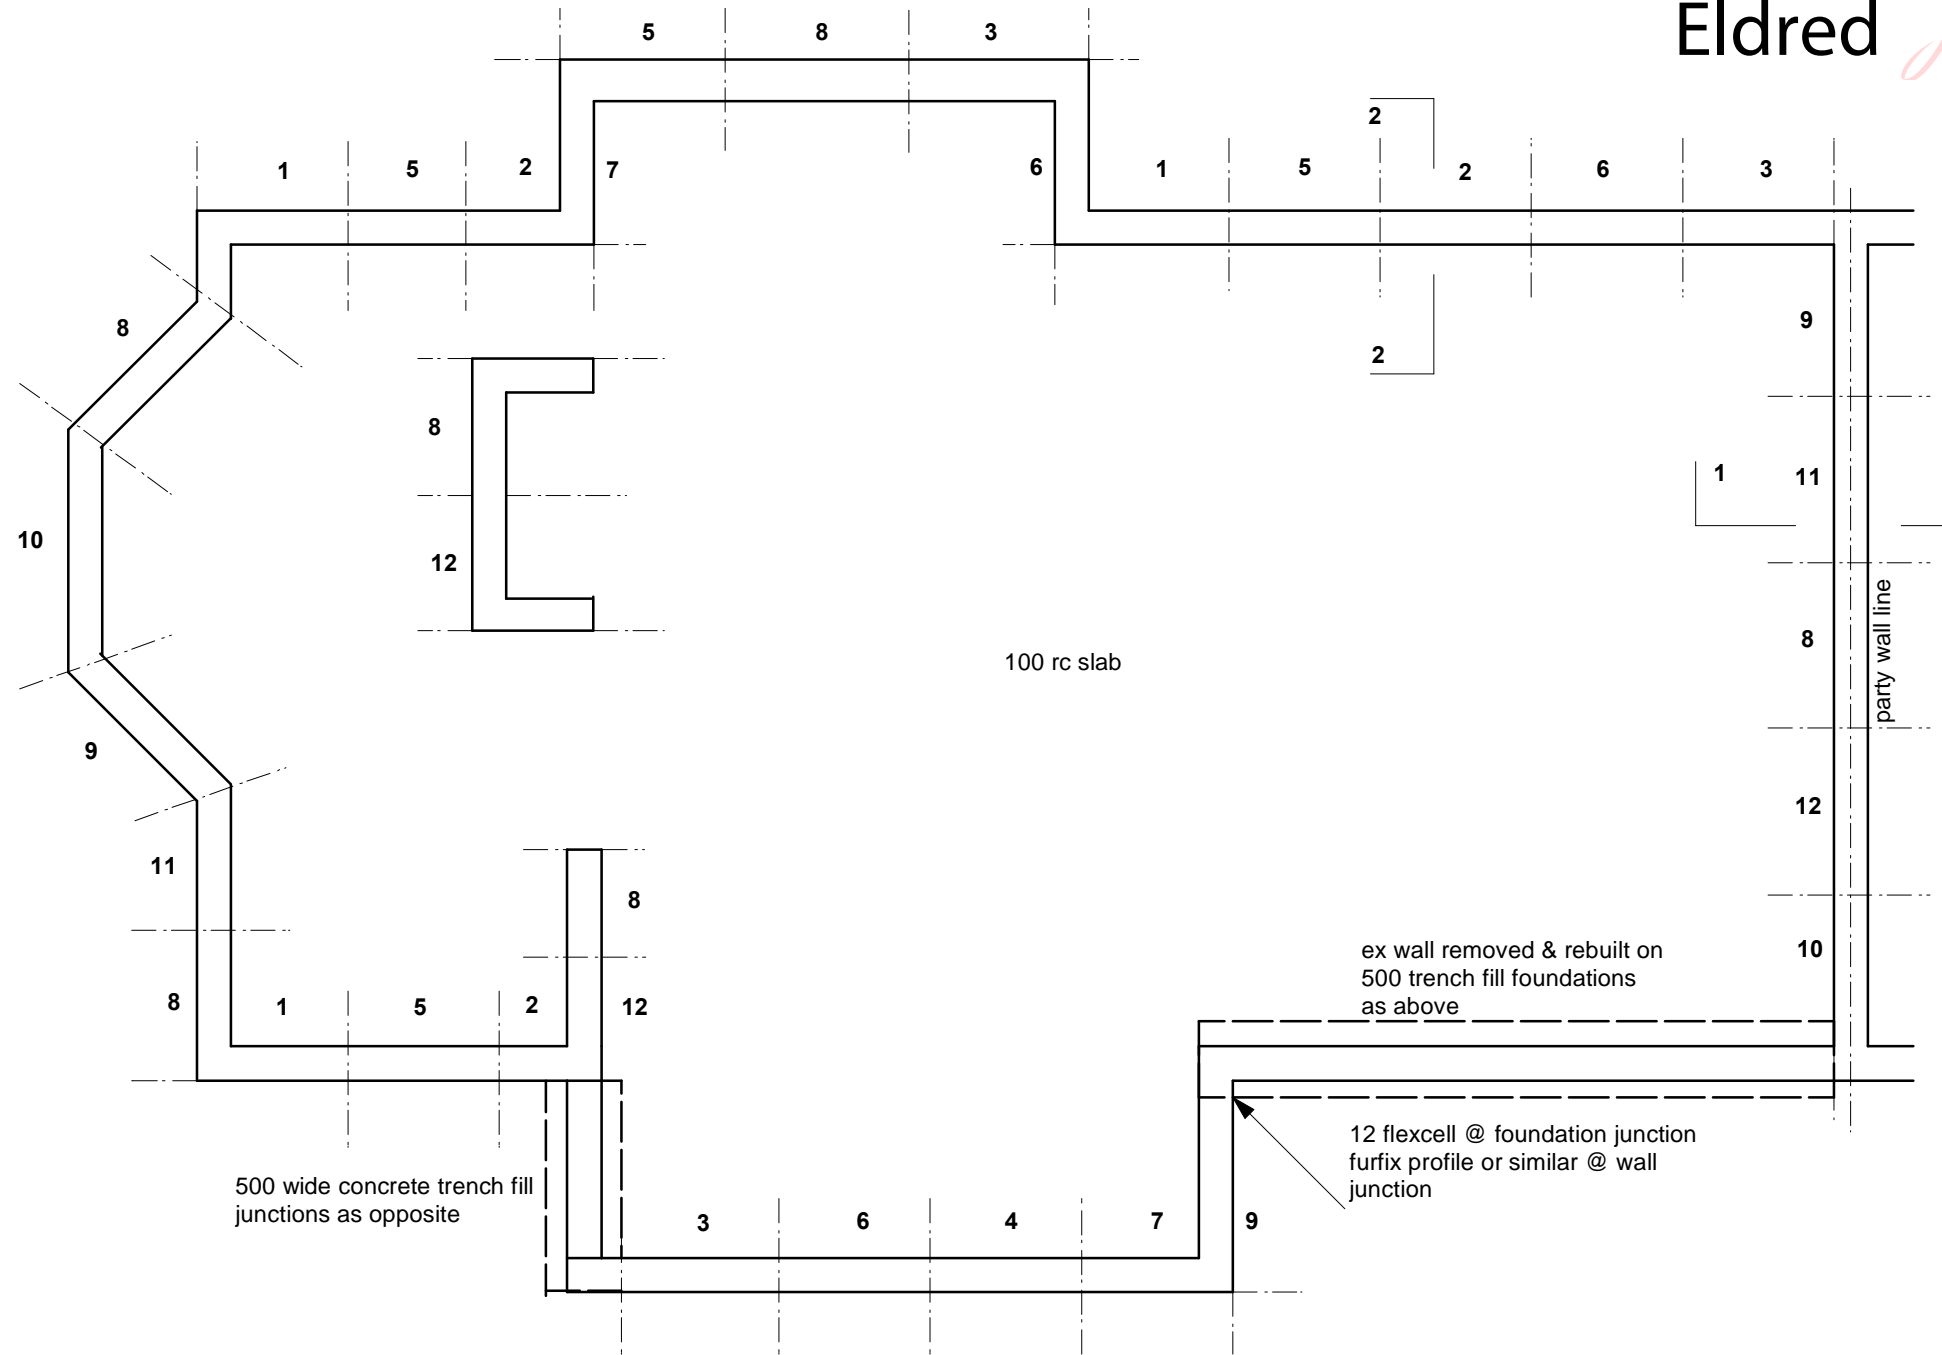 Eldred
5 8 3
2
1 5 2 7 6 1 5 2 6 3
8 9
2
8
1 11
10
12
8
party wall line
100 rc slab
9
12
11
8
ex wall removed & rebuilt on
500 trench fill foundations
as above
10
8 1 5 2 12
12 flexcell @ foundation junction
furfix profile or similar @ wall
junction
500 wide concrete trench fill
junctions as opposite
3 6 4 7 9